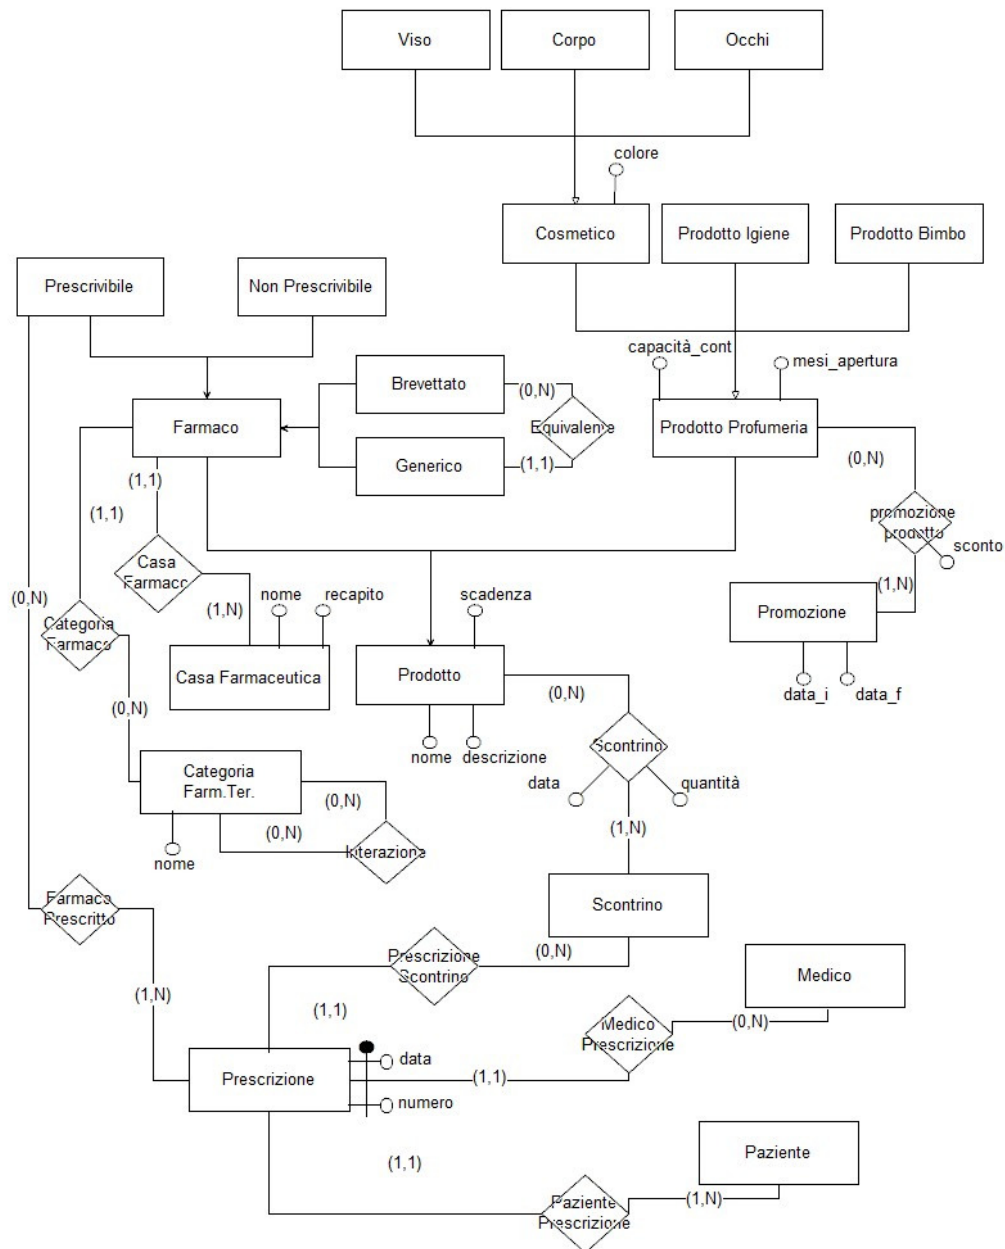 Viso
Corpo
Occhi
colore
Cosmetico
Prodotto Igiene
Prodotto Bimbo
Prescrivibile
Non Prescrivibile
capacità_cont
mesi_apertura
Brevettato
(0,N)
Farmaco
Equivalente
Prodotto Profumeria
Generico
(1,1)
(0,N)
(1,1)
(1,1)
promozione
prodotto
sconto
Casa
Farmaco
(0,N)
(1,N)
nome
recapito
scadenza
(1,N)
Categoria
Farmaco
Promozione
Casa Farmaceutica
Prodotto
(0,N)
data_i
data_f
(0,N)
nome
descrizione
Scontrino
Categoria
Farm.Ter.
(0,N)
data
quantità
(0,N)
(1,N)
nome
Interazione
Farmaco
Prescritto
Scontrino
Prescrizione
Scontrino
(0,N)
Medico
(1,N)
(1,1)
Medico
Prescrizione
(0,N)
data
Prescrizione
(1,1)
numero
Paziente
(1,1)
Paziente
Prescrizione
(1,N)